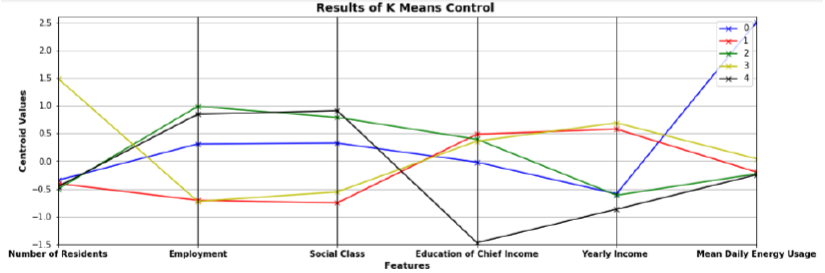 Results of K Means Control
2.5
2.0
1.5
1.0
0.5
0.0
−0.5
−1.0
−1.5
Centroid Values
0
1
2
3
4
Number of Residents
Employment
Social Class
Education of Chief Income
Yearly Income
Mean Daily Energy Usage
Features